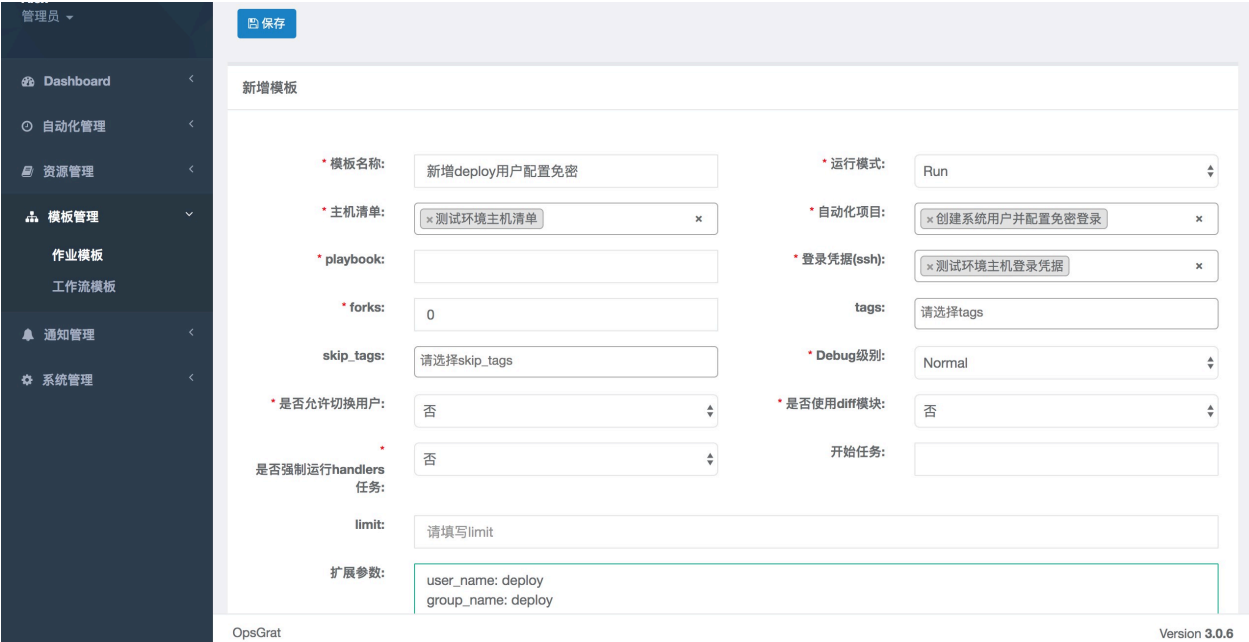 管理员
Dashboard
自动化管理
资源管理
模板管理
作业模板
工作流模板
通知管理
系统管理
保存
新增模板
* 模板名称: 新增deploy用户配置免密
* 运行模式: Run
* 主机清单: ×测试环境主机清单 ×
* 自动化项目: ×创建系统用户并配置免密登录 ×
* playbook:
* 登录凭据(ssh): ×测试环境主机登录凭据 ×
* forks: 0
tags: 请选择tags
skip_tags: 请选择skip_tags
* Debug级别: Normal
* 是否允许切换用户: 否
* 是否使用diff模块: 否
*
是否强制运行handlers
任务:
否
开始任务:
limit: 请填写limit
扩展参数: user_name: deploy
group_name: deploy
OpsGrat
Version 3.0.6